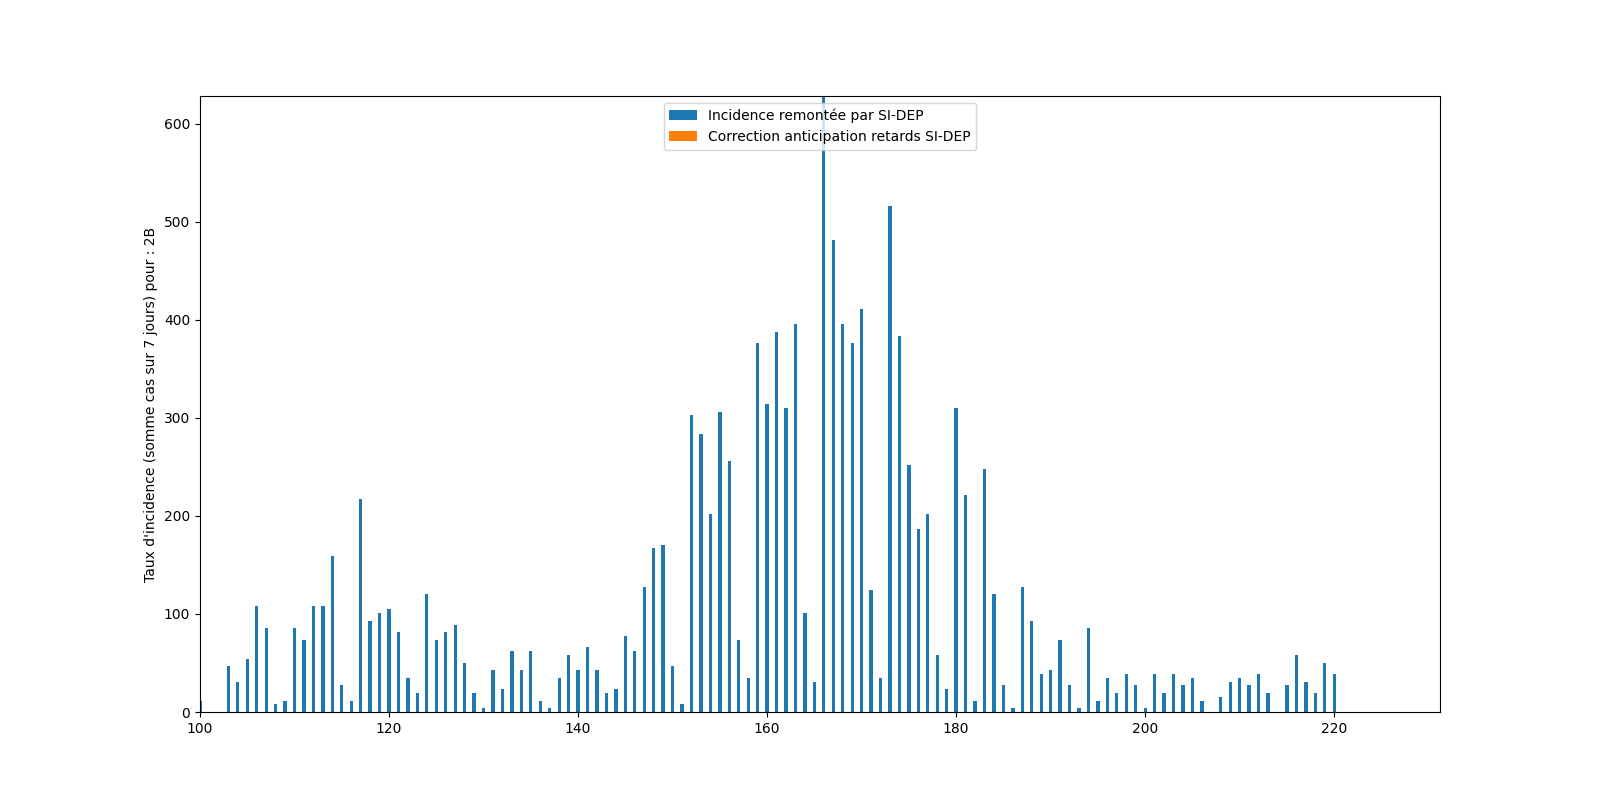 Incidence remontée par SI-DEP
Correction anticipation retards SI-DEP
Taux d'incidence (somme cas sur 7 jours) pour : 2B
600
500
400
300
200
100
0
100 120 140 160 180 200 220